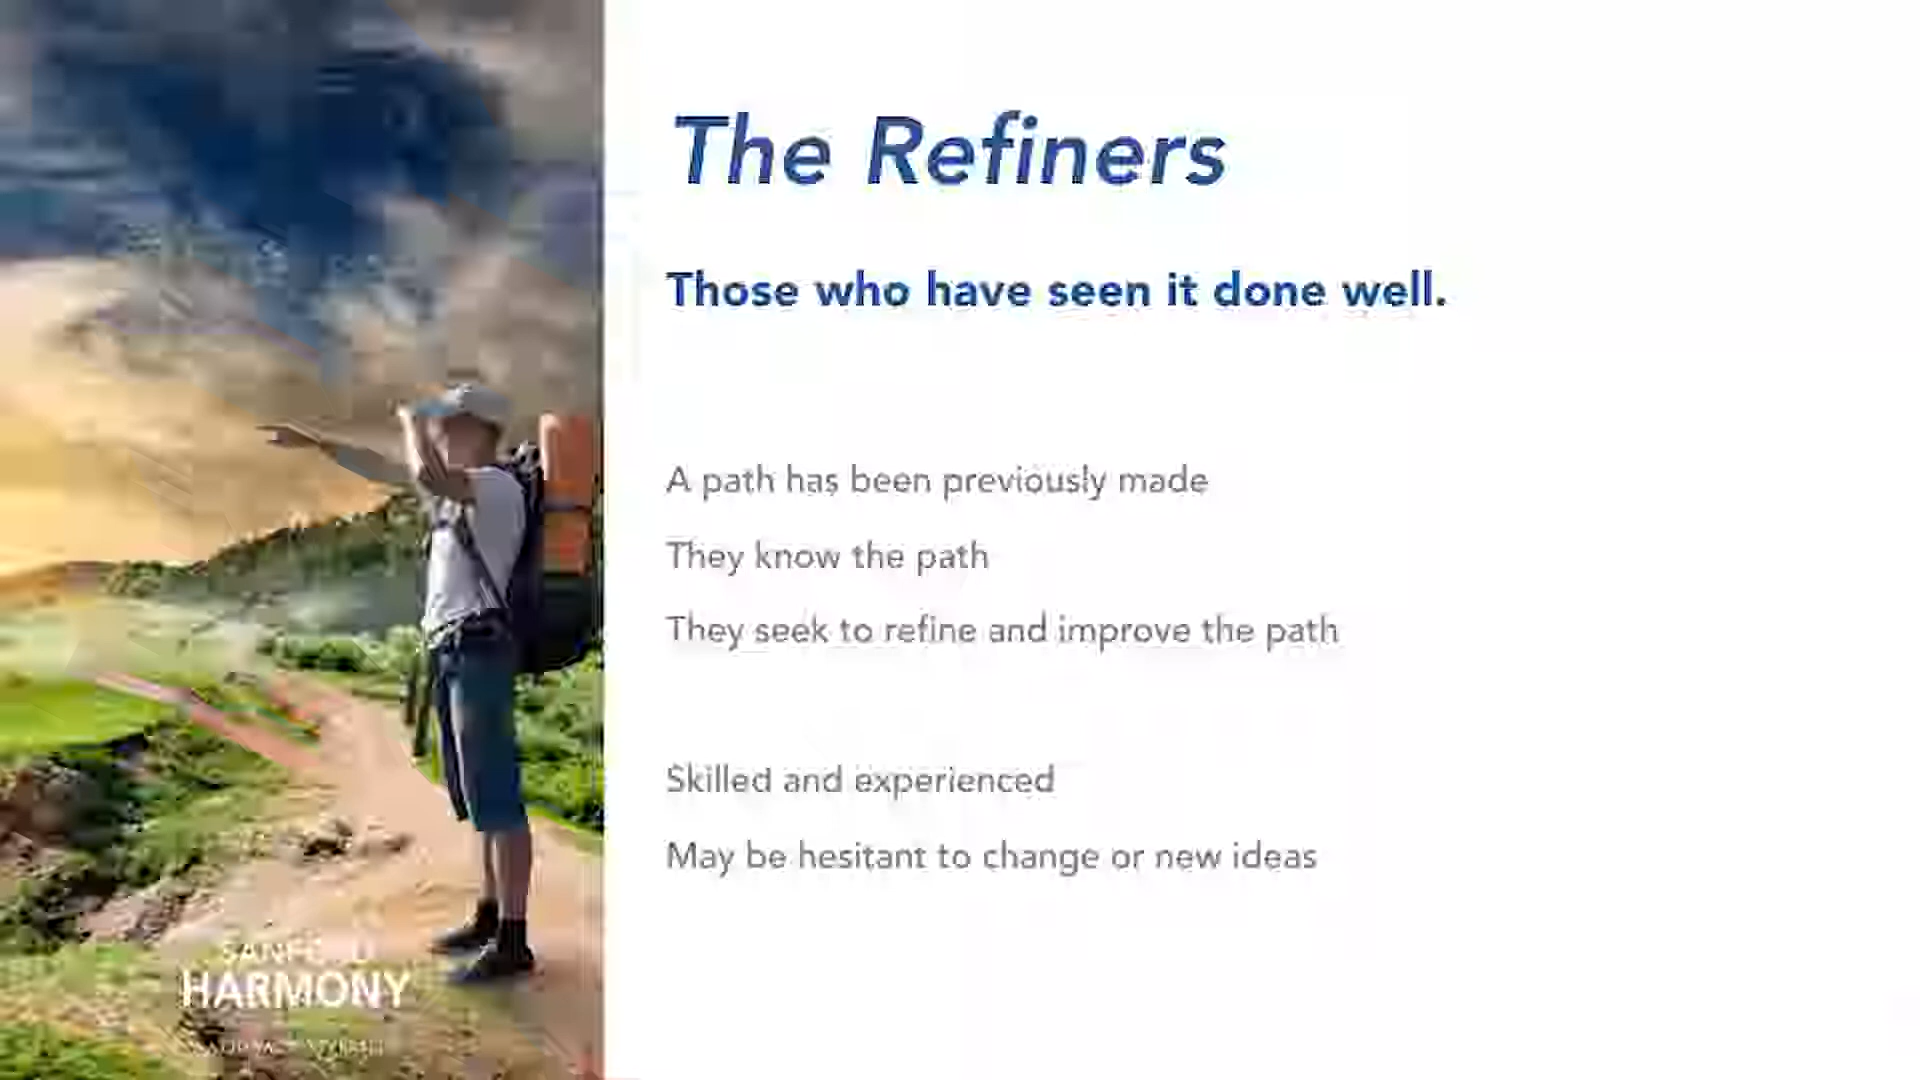 The Refiners
Those who have seen it done well.
A path has been previously made
They know the path
They seek to refine and improve the path
Skilled and experienced
May be hesitant to change or new ideas
SANFORD
HARMONY